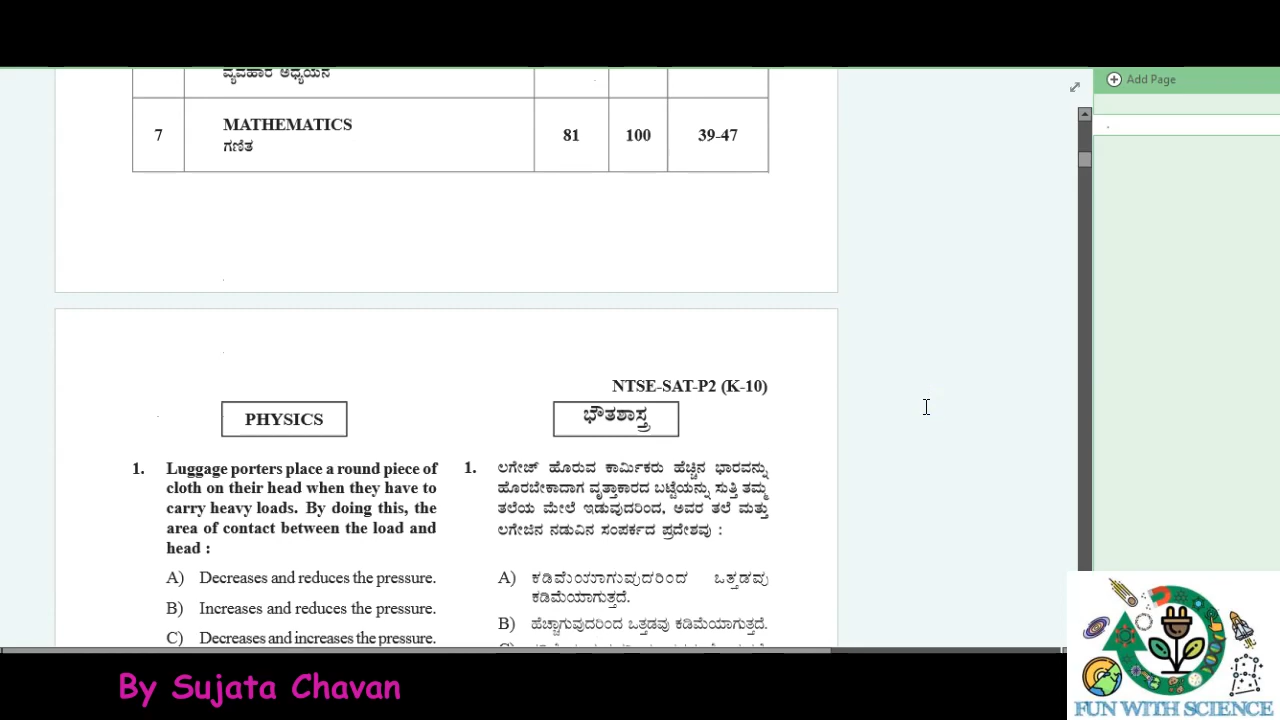 ವ್ಯವಹಾರ ಅಧ್ಯಯನ
7 MATHEMATICS 81 100 39-47
ಗಣಿತ
Add Page
NTSE-SAT-P2 (K-10)
PHYSICS
ಭೌತಶಾಸ್ತ್ರ
1. Luggage porters place a round piece of
cloth on their head when they have to
carry heavy loads. By doing this, the
area of contact between the load and
head :
A) Decreases and reduces the pressure.
B) Increases and reduces the pressure.
C) Decreases and increases the pressure.
1. ಲಗೇಜ್ ಹೊರುವ ಕಾರ್ಮಿಕರು ಹೆಚ್ಚಿನ ಭಾರವನ್ನು
ಹೊರಬೇಕಾದಾಗ ವೃತ್ತಾಕಾರದ ಬಟ್ಟೆಯನ್ನು ಸುತ್ತಿ ತಮ್ಮ
ತಲೆಯ ಮೇಲೆ ಇಡುವುದರಿಂದ, ಅವರ ತಲೆ ಮತ್ತು
ಲಗೇಜಿನ ನಡುವಿನ ಸಂಪರ್ಕದ ಪ್ರದೇಶವು :
A) ಕಡಿಮೆಯಾಗುವುದರಿಂದ ಒತ್ತಡವು
ಕಡಿಮೆಯಾಗುತ್ತದೆ.
B) ಹೆಚ್ಚಾಗುವುದರಿಂದ ಒತ್ತಡವು ಕಡಿಮೆಯಾಗುತ್ತದೆ.
By Sujata Chavan
FUN WITH SCIENCE